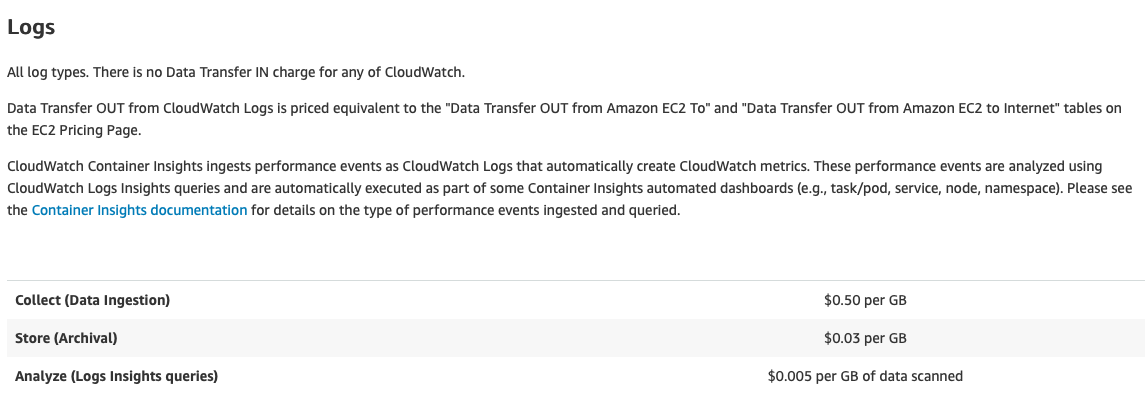 Logs
All log types. There is no Data Transfer IN charge for any of CloudWatch.
Data Transfer OUT from CloudWatch Logs is priced equivalent to the "Data Transfer OUT from Amazon EC2 To" and "Data Transfer OUT from Amazon EC2 to Internet" tables on
the EC2 Pricing Page.
CloudWatch Container Insights ingests performance events as CloudWatch Logs that automatically create CloudWatch metrics. These performance events are analyzed using
CloudWatch Logs Insights queries and are automatically executed as part of some Container Insights automated dashboards (e.g., task/pod, service, node, namespace). Please see
the Container Insights documentation for details on the type of performance events ingested and queried.
Collect (Data Ingestion) $0.50 per GB
Store (Archival) $0.03 per GB
Analyze (Logs Insights queries) $0.005 per GB of data scanned